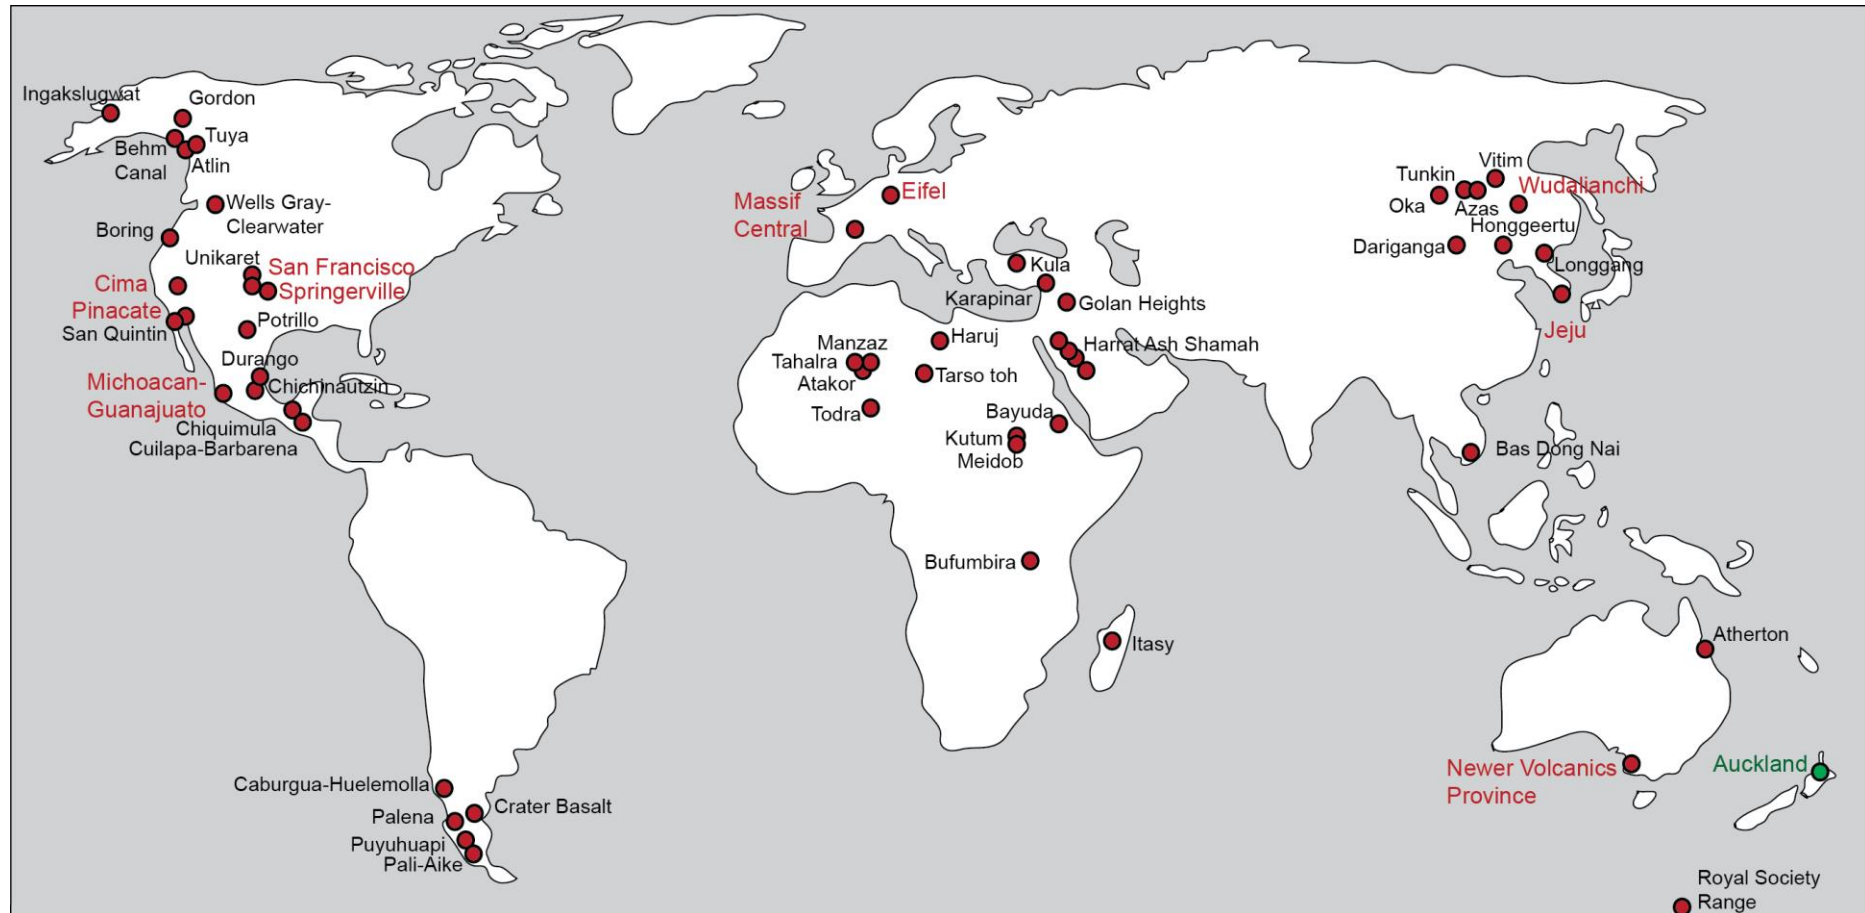 Ingakslugwat
Gordon
Tuya
Behm
Canal
Atlin
Wells Gray-
Clearwater
Boring
Unikaret
San Francisco
Cima
Springerville
Pinacate
San Quintin
Potrillo
Durango
Michoacan-
Guanajuato
Chichinautzin
Chiquimula
Cuilapa-Barbarena
Caburgua-Huelemolla
Crater Basalt
Palena
Puyuhuapi
Pali-Aike
Massif
Central
Eifel
Kula
Karapinar
Golan Heights
Manzaz
Haruj
Harrat Ash Shamah
Tahalra
Atakor
Tarso toh
Todra
Bayuda
Kutum
Meidob
Bufumbira
Itasy
Vitim
Tunkin
Wudalianchi
Oka
Azas
Honggeertu
Dariganga
Longgang
Jeju
Bas Dong Nai
Atherton
Newer Volcanics
Province
Auckland
Royal Society
Range